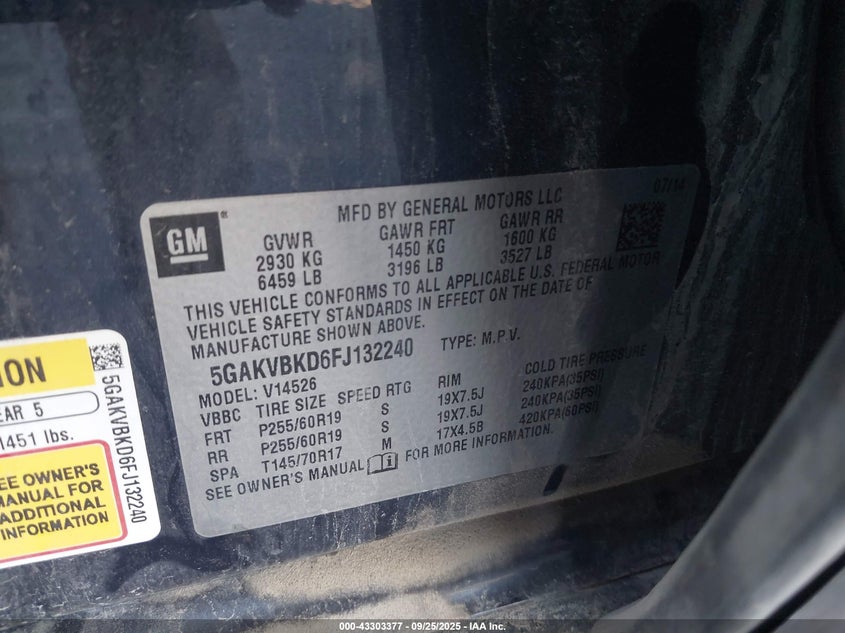 MFD BY GENERAL MOTORS LLC 07/14
GM ®
GVWR GAWR FRT GAWR RR
2930 KG 1450 KG 1600 KG
6459 LB 3196 LB 3527 LB
THIS VEHICLE CONFORMS TO ALL APPLICABLE U.S. FEDERAL MOTOR
VEHICLE SAFETY STANDARDS IN EFFECT ON THE DATE OF
MANUFACTURE SHOWN ABOVE.
5GAKVBKD6FJ132240 TYPE: M.P.V.
MODEL: V14526
VBBC TIRE SIZE SPEED RTG RIM COLD TIRE PRESSURE
FRT P255/60R19 S 19X7.5J 240KPA(35PSI)
RR P255/60R19 S 19X7.5J 240KPA(35PSI)
SPA T145/70R17 M 17X4.5B 420KPA(60PSI)
SEE OWNER'S MANUAL FOR MORE INFORMATION.
5GAKVBKD6FJ132240
5
1451 lbs.
OWNER'S
MANUAL FOR
ADDITIONAL
INFORMATION
000-43303377 - 09/25/2025 - IAA Inc.